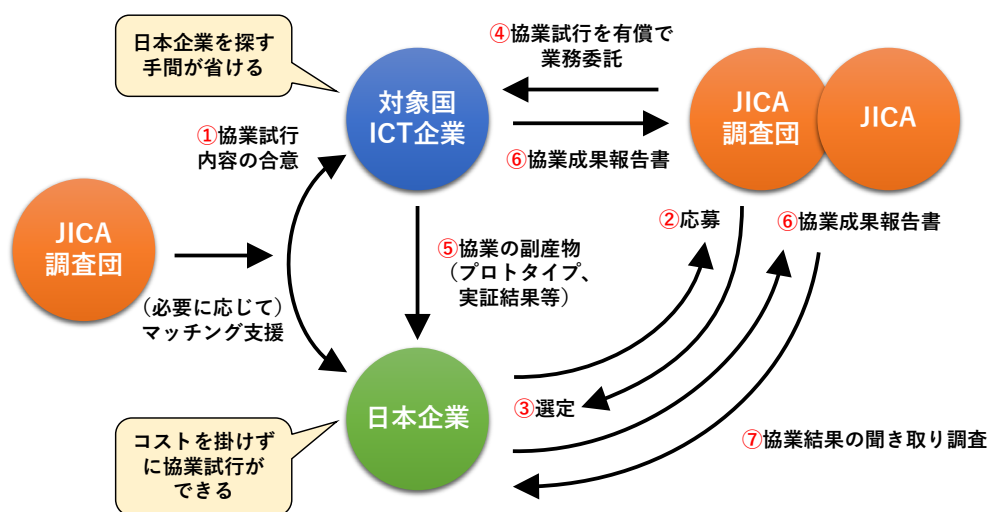 日本企業を探す
手間が省ける
④協業試行を有償で
業務委託
対象国
ICT企業
JICA
調査団
JICA
①協業試行
内容の合意
⑥協業成果報告書
JICA
調査団
②応募
⑥協業成果報告書
⑤協業の副産物
（プロトタイプ、
実証結果等）
（必要に応じて）
マッチング支援
日本企業
③選定
コストを掛けず
に協業試行が
できる
⑦協業結果の聞き取り調査